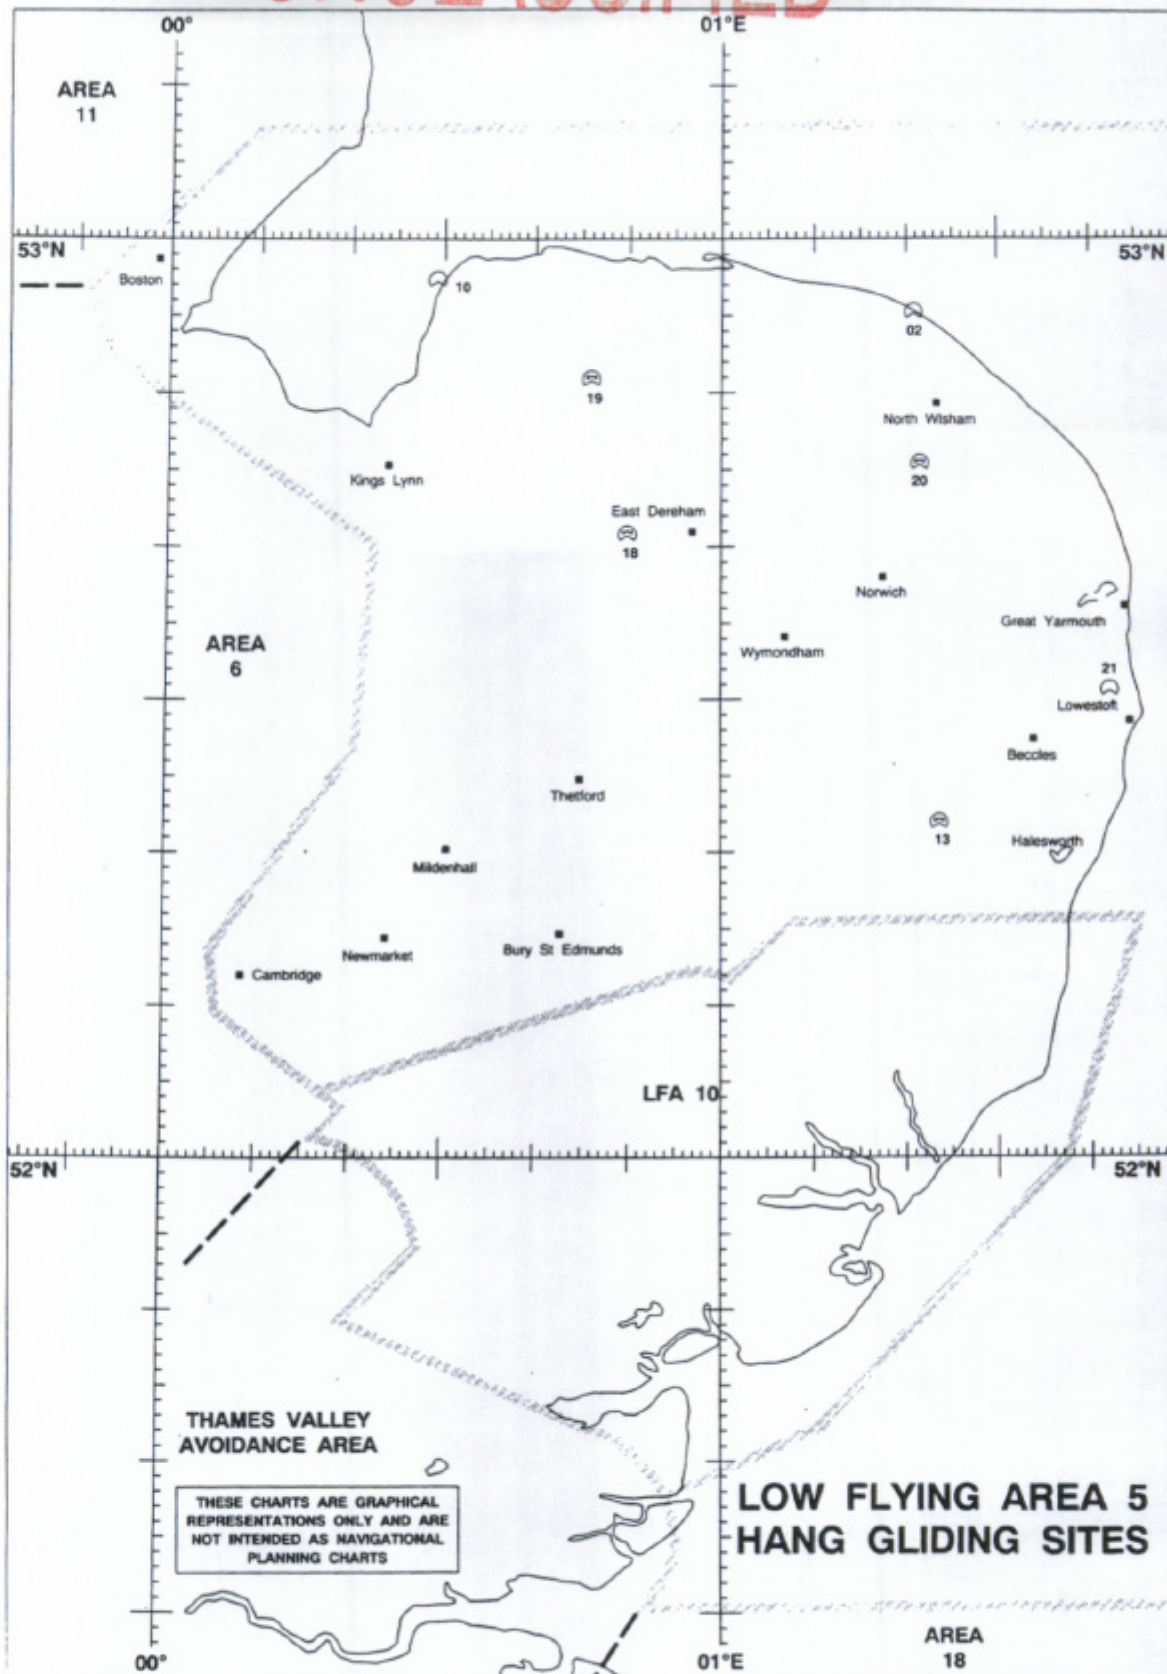 00°
01°E
AREA
11
53°N
53°N
Boston
10
02
19
North Wlsham
20
Kings Lynn
East Dereham
18
Norwich
Great Yarmouth
AREA
6
Wymondham
21
Lowestoft
Beccles
Thetford
13
Halesworth
Mildenhall
Newmarket
Bury St Edmunds
Cambridge
LFA 10
52°N
52°N
THAMES VALLEY
AVOIDANCE AREA
THESE CHARTS ARE GRAPHICAL
REPRESENTATIONS ONLY AND ARE
NOT INTENDED AS NAVIGATIONAL
PLANNING CHARTS
LOW FLYING AREA 5
HANG GLIDING SITES
AREA
18
00°
01°E